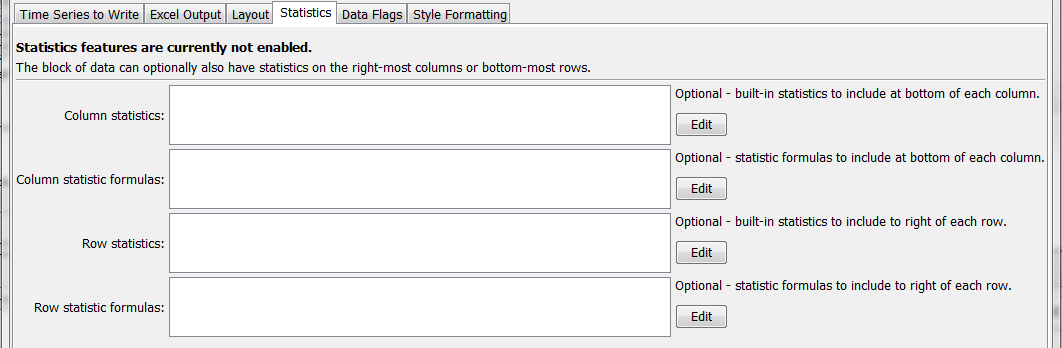 Time Series to Write Excel Output Layout Statistics Data Flags Style Formatting
Statistics features are currently not enabled.
The block of data can optionally also have statistics on the right-most columns or bottom-most rows.
Column statistics: Optional - built-in statistics to include at bottom of each column.
Edit
Column statistic formulas: Optional - statistic formulas to include at bottom of each column.
Edit
Row statistics: Optional - built-in statistics to include to right of each row.
Edit
Row statistic formulas: Optional - statistic formulas to include to right of each row.
Edit